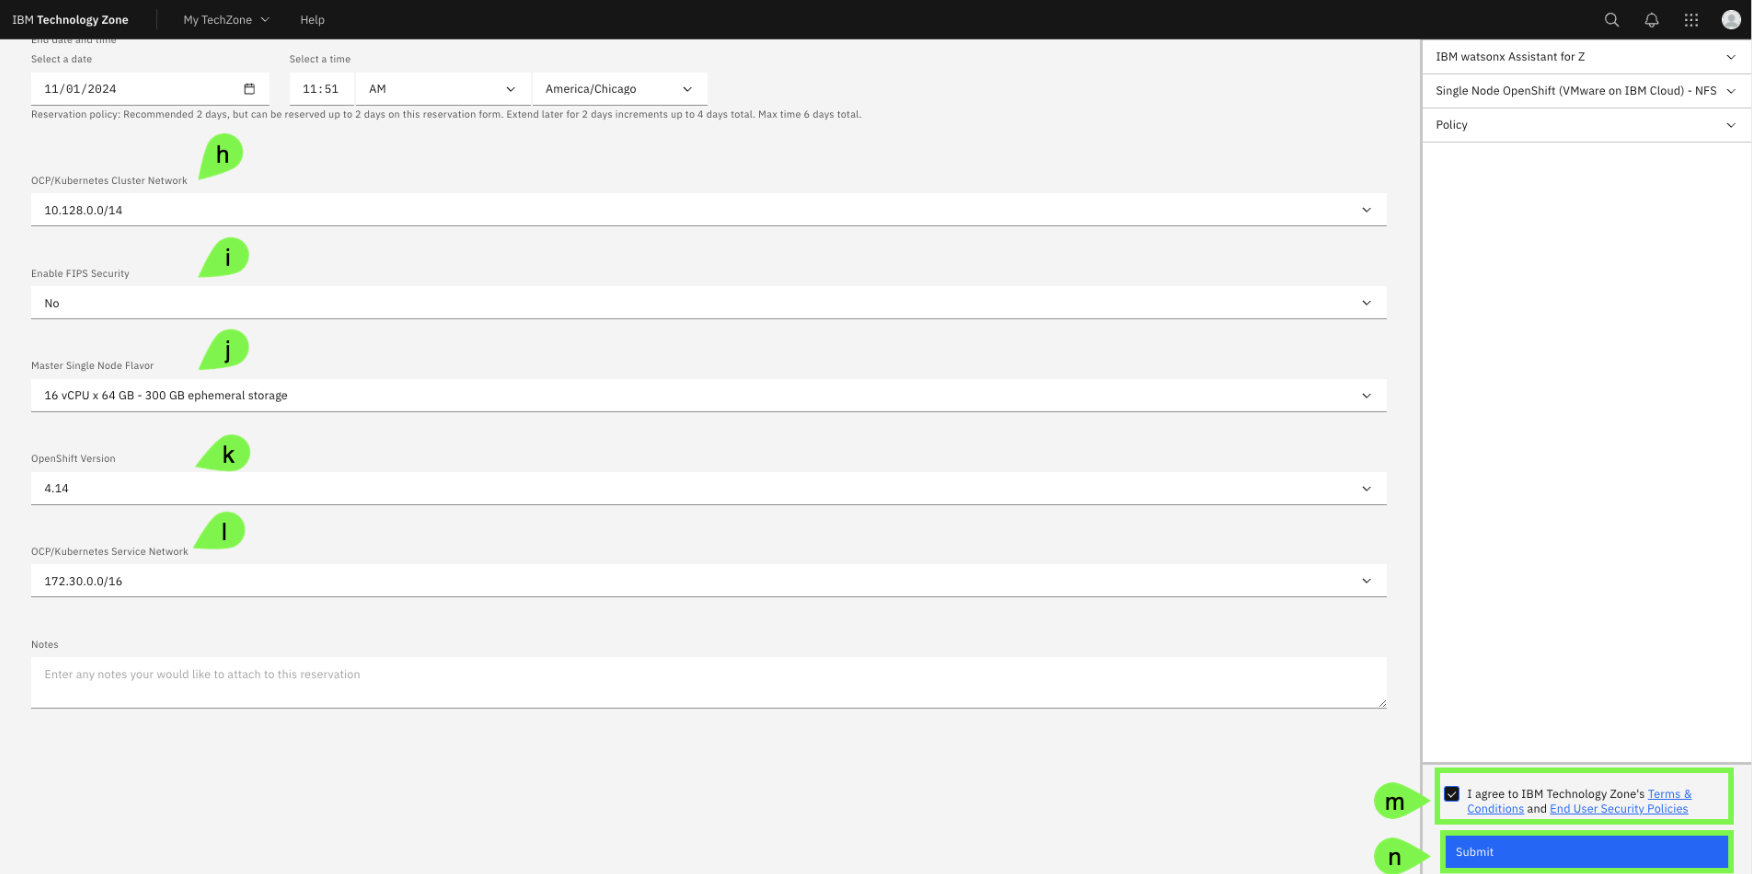 IBM Technology Zone
My TechZone
Help
End date and time
Select a date
Select a time
11/01/2024
11:51
AM
America/Chicago
Reservation policy: Recommended 2 days, but can be reserved up to 2 days on this reservation form. Extend later for 2 days increments up to 4 days total. Max time 6 days total.
h
OCP/Kubernetes Cluster Network
10.128.0.0/14
i
Enable FIPS Security
No
j
Master Single Node Flavor
16 vCPU x 64 GB - 300 GB ephemeral storage
k
OpenShift Version
4.14
l
OCP/Kubernetes Service Network
172.30.0.0/16
Notes
Enter any notes your would like to attach to this reservation
IBM watsonx Assistant for Z
Single Node OpenShift (VMware on IBM Cloud) - NFS
Policy
m
I agree to IBM Technology Zone's Terms &
Conditions and End User Security Policies
n
Submit